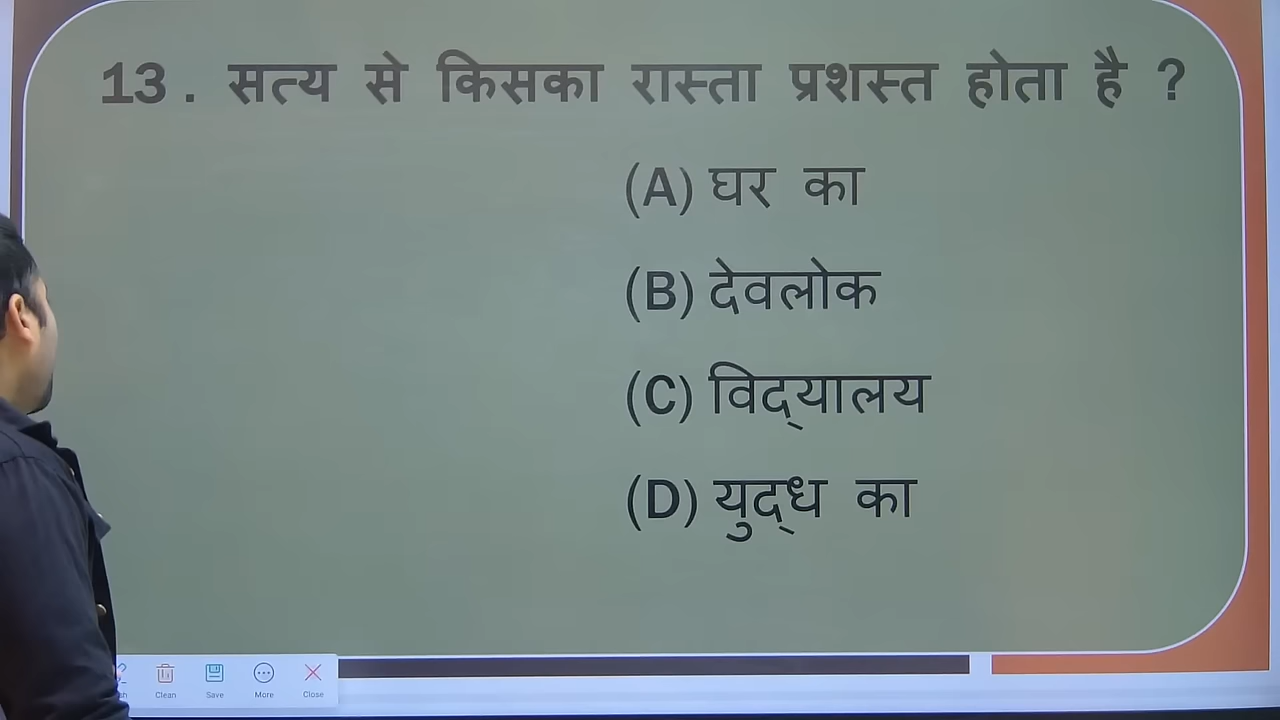 13. सत्य से किसका रास्ता प्रशस्त होता है ?
(A) घर का
(B) देवलोक
(C) विद्‌यालय
(D) युद्‌ध का
Clean Save More Close